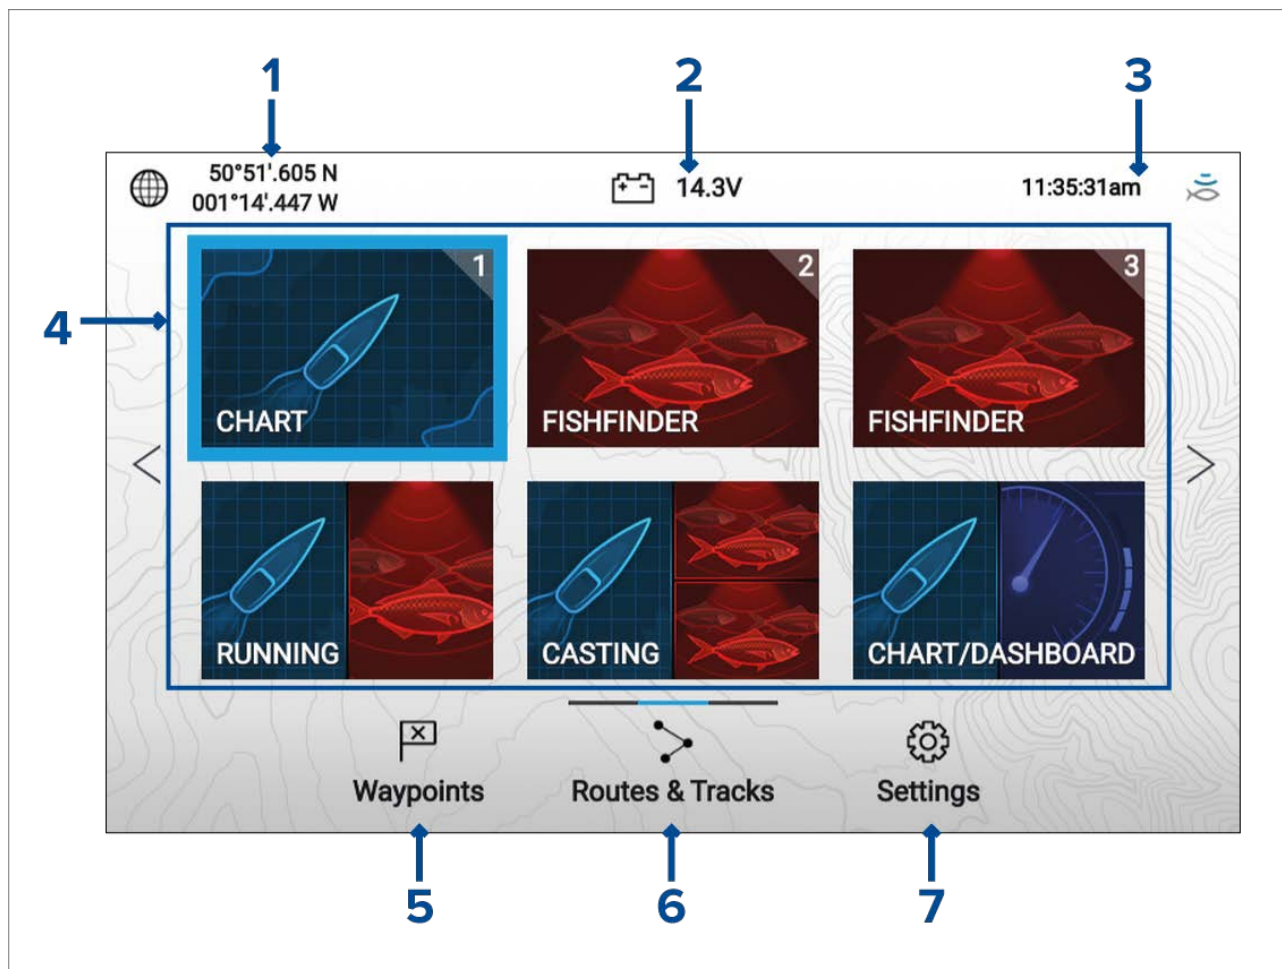 1
2
3
50°51'.605 N
001°14'.447 W
14.3V
11:35:31am
4
1
CHART
2
FISHFINDER
3
FISHFINDER
RUNNING
CASTING
CHART/DASHBOARD
Waypoints
Routes & Tracks
Settings
5
6
7